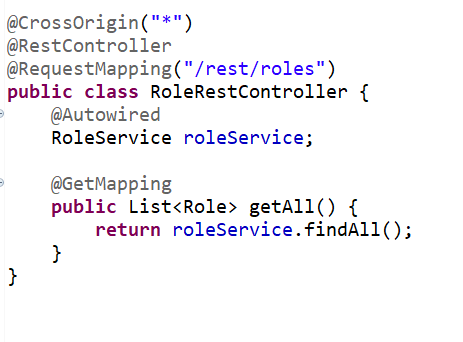 @CrossOrigin("*")
@RestController
@RequestMapping("/rest/roles")
public class RoleRestController {
    @Autowired
    RoleService roleService;

    @GetMapping
    public List<Role> getAll() {
        return roleService.findAll();
    }
}